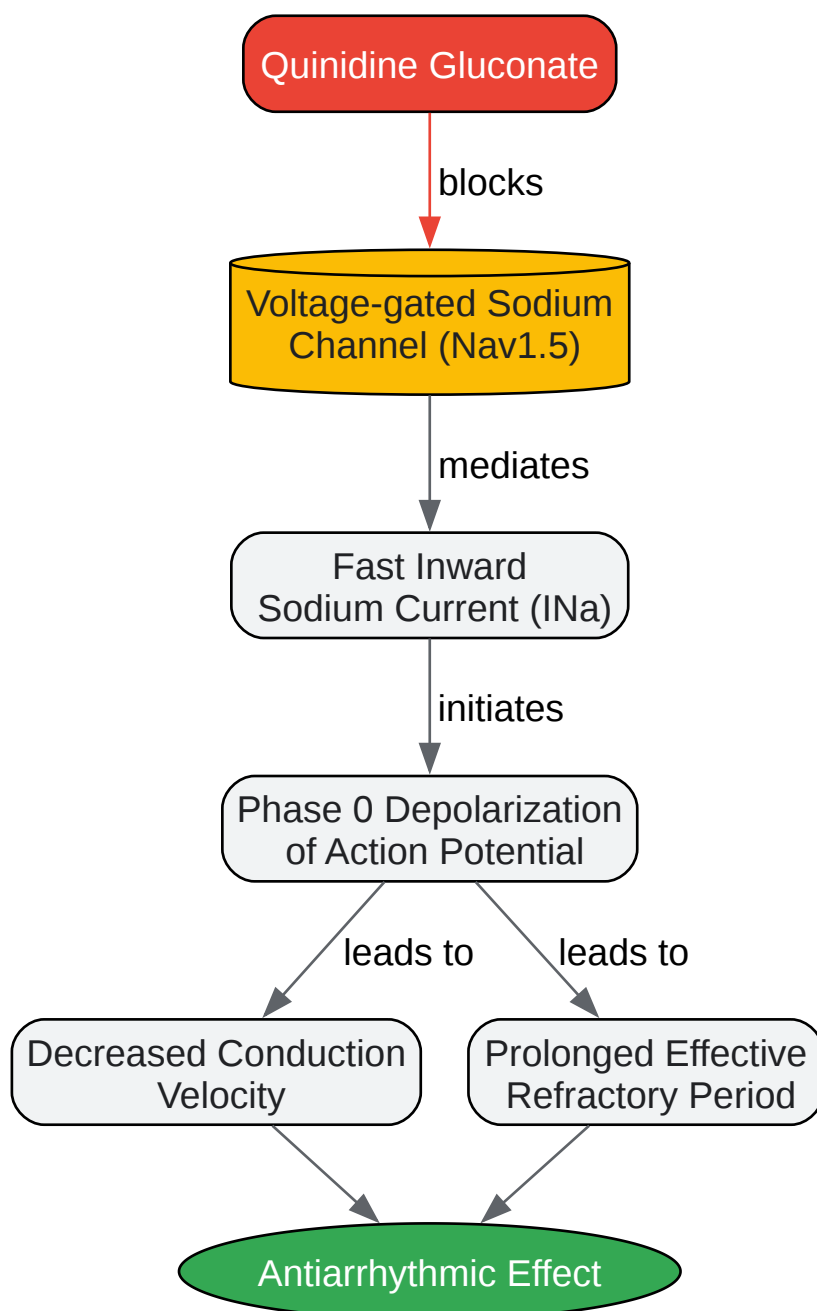 Quinidine Gluconate
blocks
Voltage-gated Sodium
Channel (Nav1.5)
mediates
Fast Inward
Sodium Current (INa)
initiates
Phase 0 Depolarization
of Action Potential
leads to
leads to
Decreased Conduction
Velocity
Prolonged Effective
Refractory Period
Antiarrhythmic Effect